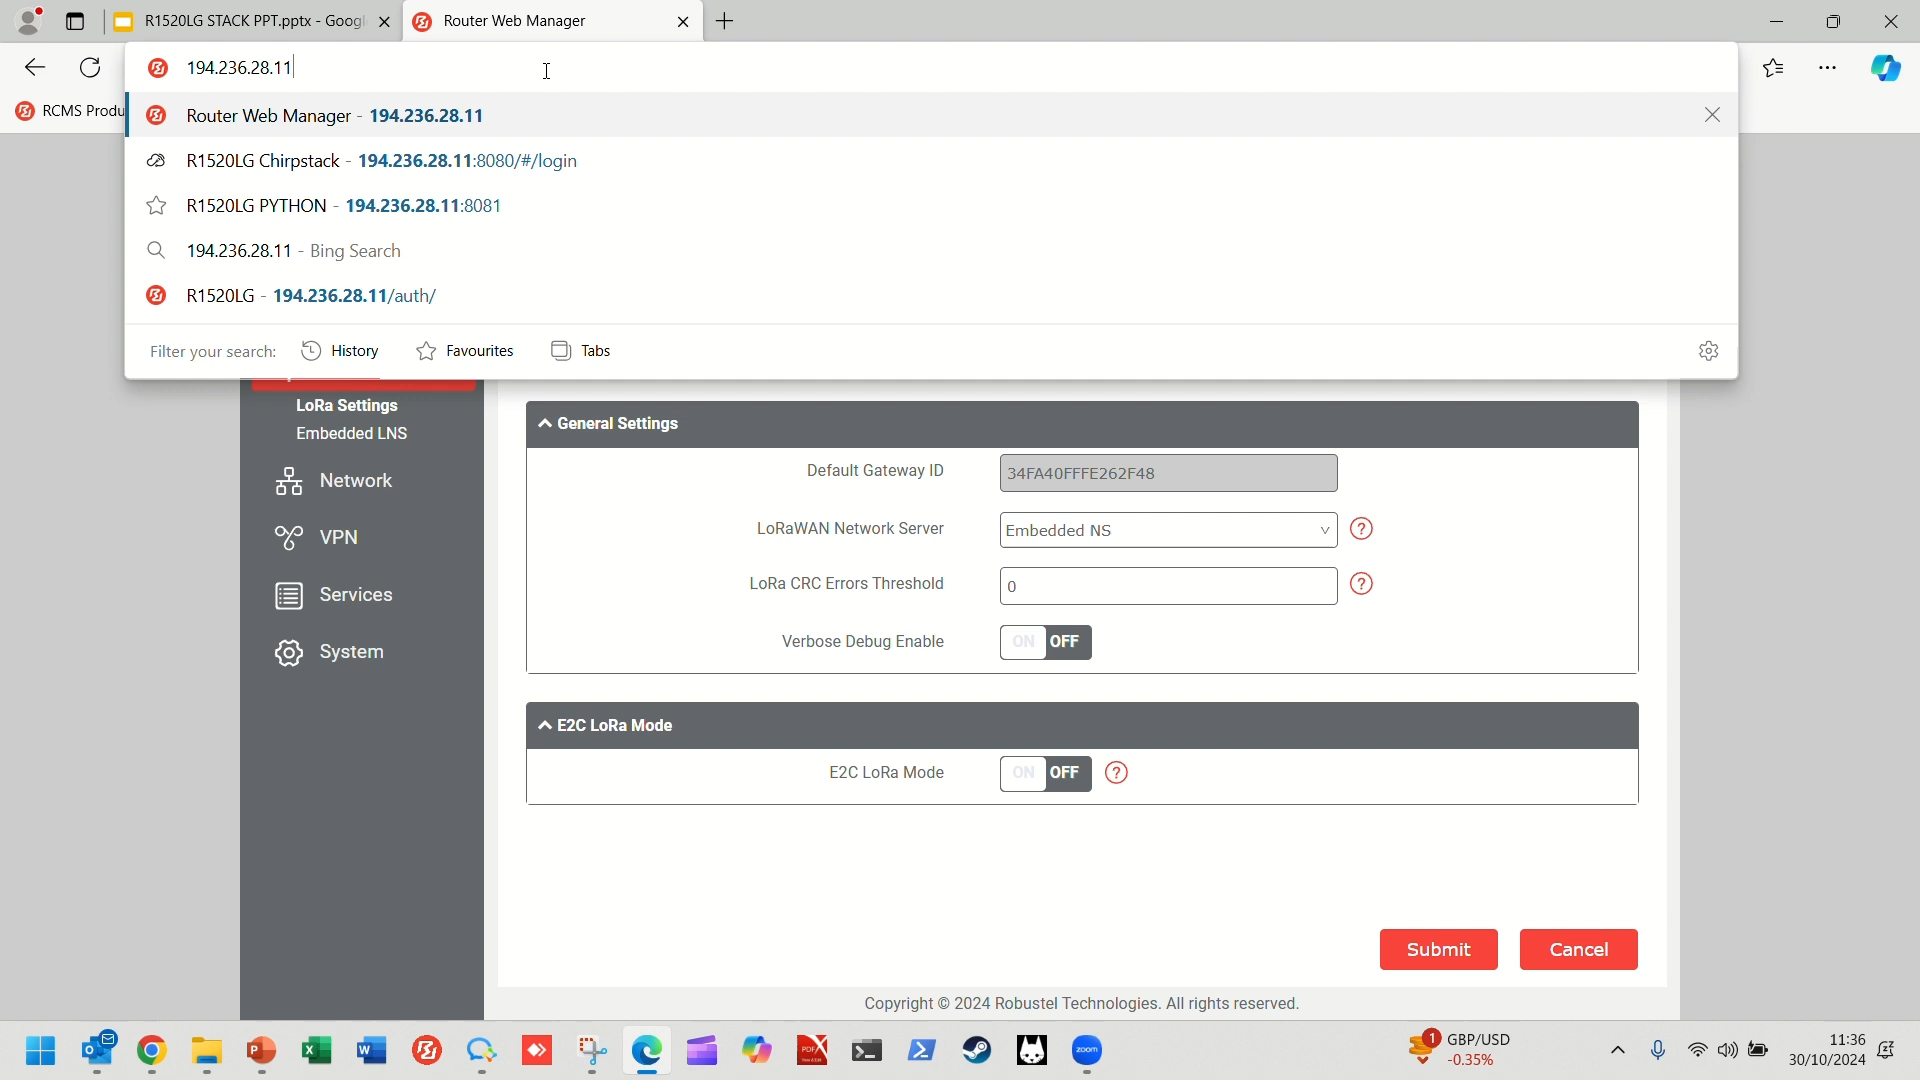 R1520LG STACK PPT.pptx - Googl
Router Web Manager
194.236.28.11
RCMS Produ
Router Web Manager - 194.236.28.11
R1520LG Chirpstack - 194.236.28.11:8080/#/login
R1520LG PYTHON - 194.236.28.11:8081
194.236.28.11 - Bing Search
R1520LG - 194.236.28.11/auth/
Filter your search: History Favourites Tabs
LoRa Settings
Embedded LNS
Network
VPN
Services
System
General Settings
Default Gateway ID 34FA40FFFE262F48
LoRaWAN Network Server Embedded NS
LoRa CRC Errors Threshold 0
Verbose Debug Enable ON OFF
E2C LoRa Mode
E2C LoRa Mode ON OFF
Submit Cancel
Copyright © 2024 Robustel Technologies. All rights reserved.
1 GBP/USD
-0.35%
zoom
11:36
30/10/2024